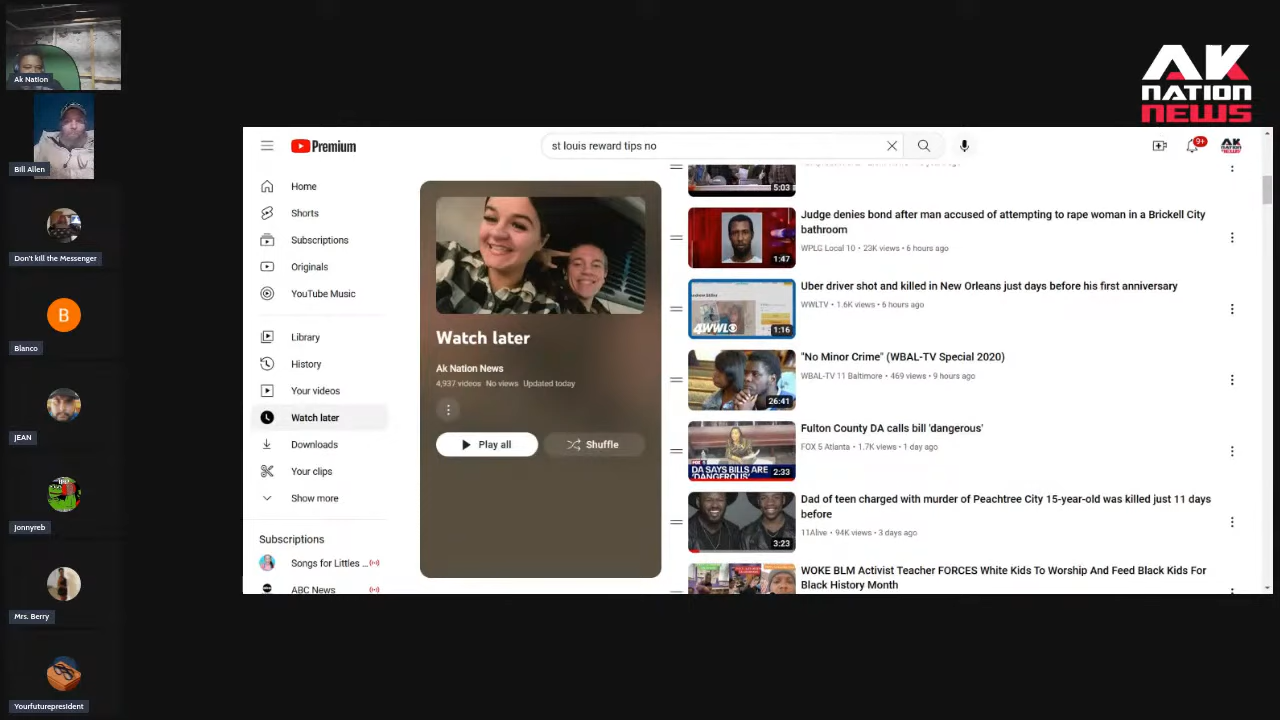 Ak Nation
Bill Allen
Don't kill the Messenger
B
Blanco
JEAN
Jonnyreb
Mrs. Berry
Yourfuturepresident
AK
NATION
NEWS
Premium
st louis reward tips no
9+
Home
Shorts
Subscriptions
Originals
YouTube Music
Library
History
Your videos
Watch later
Downloads
Your clips
Show more
Subscriptions
Songs for Littles ...
ABC News
Watch later
Ak Nation News
4,937 videos No views Updated today
Play all
Shuffle
5:03
Judge denies bond after man accused of attempting to rape woman in a Brickell City
bathroom
WPLG Local 10 • 23K views • 6 hours ago
1:47
Uber driver shot and killed in New Orleans just days before his first anniversary
WWLTV • 1.6K views • 6 hours ago
4WWL
1:16
"No Minor Crime" (WBAL-TV Special 2020)
WBAL-TV 11 Baltimore • 469 views • 9 hours ago
26:41
Fulton County DA calls bill 'dangerous'
FOX 5 Atlanta • 1.7K views • 1 day ago
DA SAYS BILLS ARE
'DANGEROUS'
2:33
Dad of teen charged with murder of Peachtree City 15-year-old was killed just 11 days
before
11Alive • 94K views • 3 days ago
3:23
WOKE BLM Activist Teacher FORCES White Kids To Worship And Feed Black Kids For
Black History Month